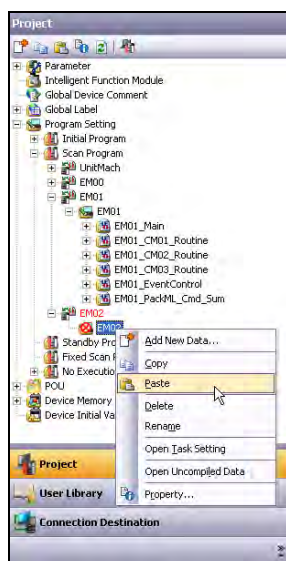 Project
Parameter
Intelligent Function Module
Global Device Comment
Global Label
Program Setting
Initial Program
Scan Program
UnitMach
EM00
EM01
EM01
EM01_Main
EM01_CM01_Routine
EM01_CM02_Routine
EM01_CM03_Routine
EM01_EventControl
EM01_PackML_Cmd_Sum
EM02
EM02
Standby Pro
Fixed Scan
No Executio
POU
Device Memory
Device Initial Va
Add New Data...
Copy
Paste
Delete
Rename
Open Task Setting
Open Uncompiled Data
Property...
Project
User Library
Connection Destination